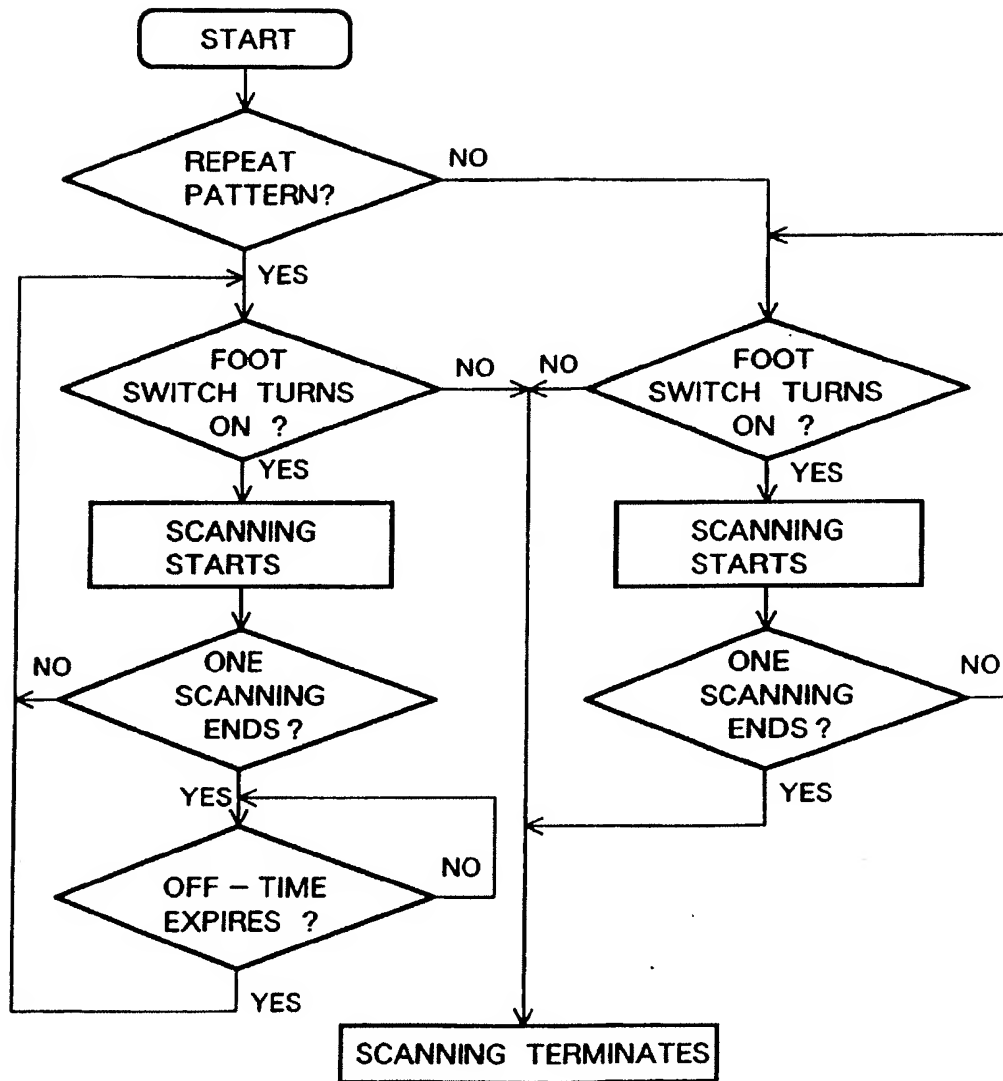 START
REPEAT
PATTERN?
NO
YES
FOOT
SWITCH TURNS
ON ?
NO
NO
FOOT
SWITCH TURNS
ON ?
YES
YES
SCANNING
STARTS
SCANNING
STARTS
NO
ONE
SCANNING
ENDS?
ONE
SCANNING
ENDS?
NO
YES
YES
OFF – TIME
EXPIRES ?
NO
YES
SCANNING TERMINATES